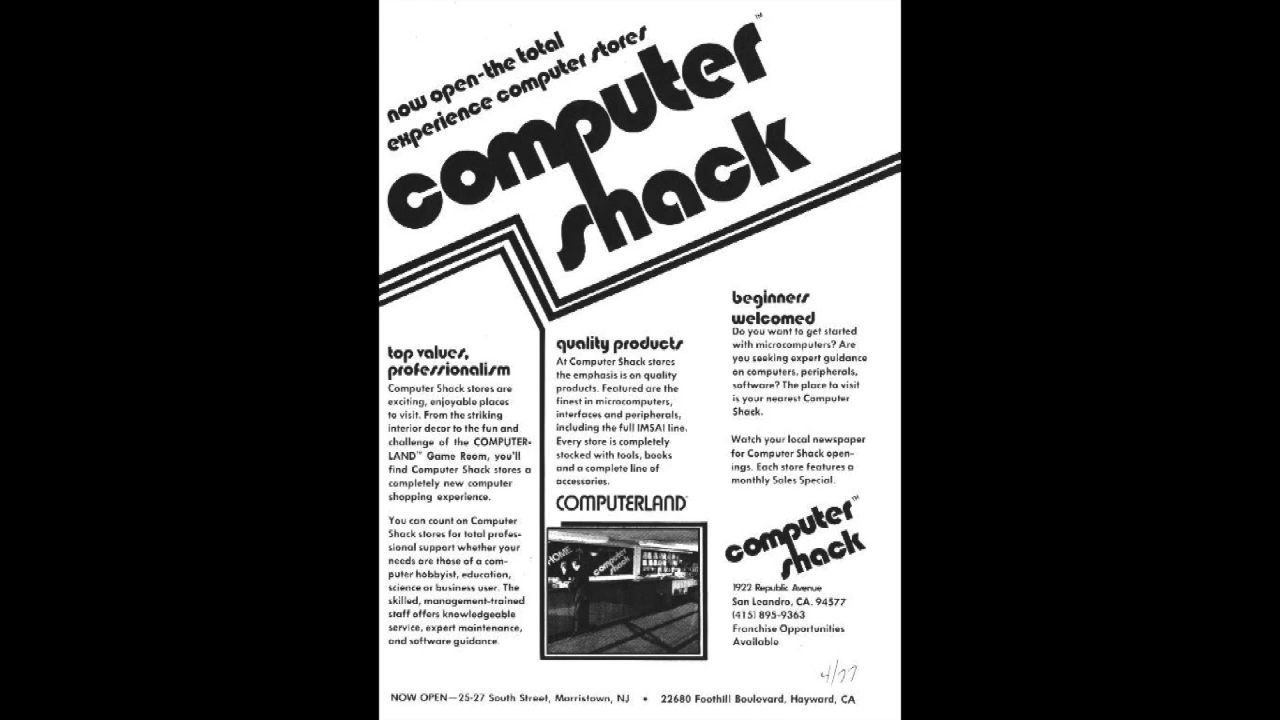 now open-the total
experience computer stores
computer™
shack
top values,
professionalism
Computer Shack stores are
exciting, enjoyable places
to visit. From the striking
interior decor to the fun and
challenge of the COMPUTER-
LAND™ Game Room, you'll
find Computer Shack stores a
completely new computer
shopping experience.
You can count on Computer
Shack stores for total profes-
sional support whether your
needs are those of a com-
puter hobbyist, education,
science or business user. The
skilled, management-trained
staff offers knowledgeable
service, expert maintenance,
and software guidance.
quality products
At Computer Shack stores
the emphasis is on quality
products. Featured are the
finest in microcomputers,
interfaces and peripherals,
including the full IMSAI line.
Every store is completely
stocked with tools, books
and a complete line of
accessories.
COMPUTERLAND
HOME
computer
shack
beginners
welcomed
Do you want to get started
with microcomputers? Are
you seeking expert guidance
on computers, peripherals,
software? The place to visit
is your nearest Computer
Shack.
Watch your local newspaper
for Computer Shack open-
ings. Each store features a
monthly Sales Special.
computer™
shack
1922 Republic Avenue
San Leandro, CA. 94577
(415) 895-9363
Franchise Opportunities
Available
4/77
NOW OPEN—25-27 South Street, Morristown, NJ • 22680 Foothill Boulevard, Hayward, CA